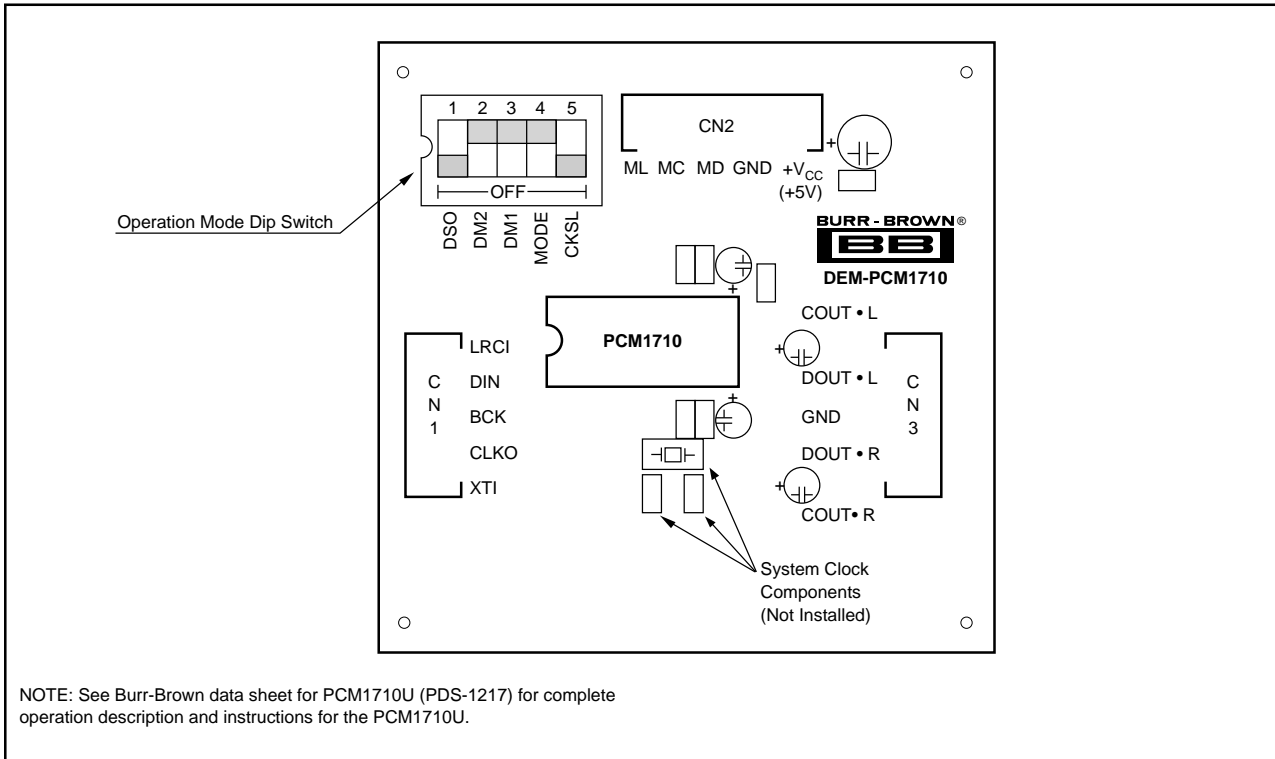 1 2 3 4 5
OFF
DSO
DM2
DM1
MODE
CKSL
Operation Mode Dip Switch
CN2
ML MC MD GND +VCC
(+5V)
+
BURR-BROWN®
BB
DEM-PCM1710
+
PCM1710
CN1
LRCI
DIN
BCK
CLKO
XTI
+
COUT • L
+
DOUT • L
GND
DOUT • R
+
COUT• R
CN3
System Clock
Components
(Not Installed)
NOTE: See Burr-Brown data sheet for PCM1710U (PDS-1217) for complete
operation description and instructions for the PCM1710U.